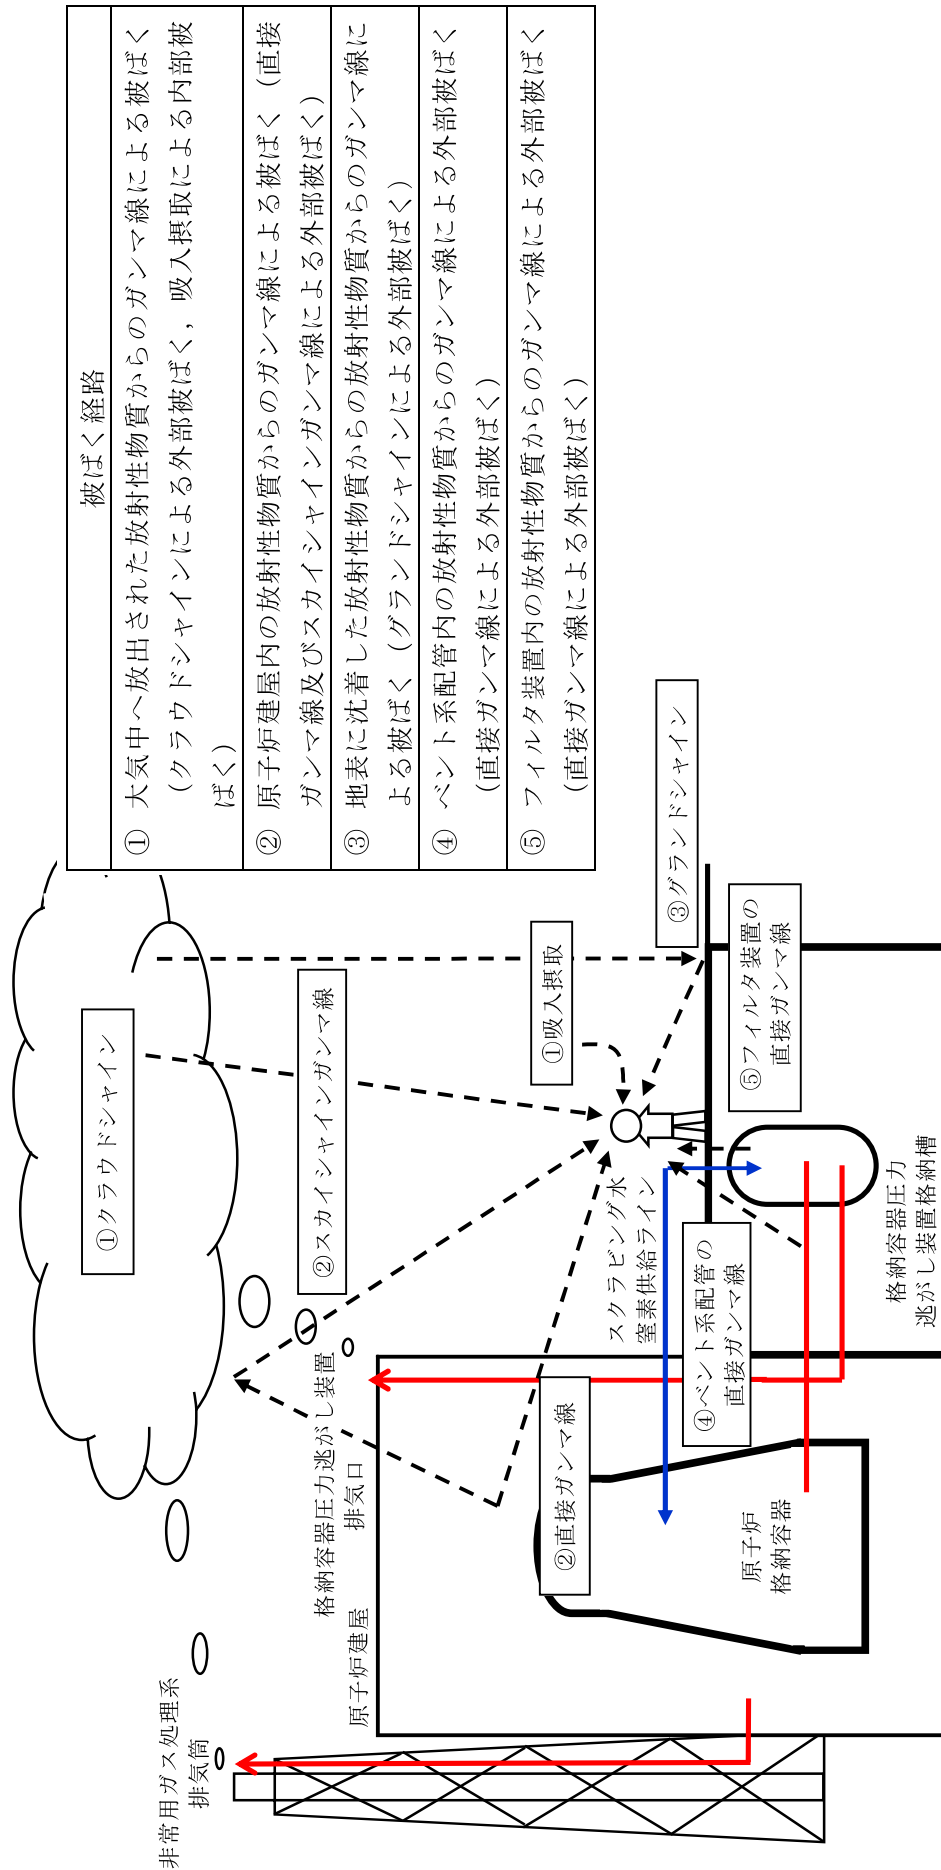 被ばく経路
① 大気中へ放出された放射性物質からのガンマ線による被ばく
(クラウドシャインによる外部被ばく，吸入摂取による内部被
ばく)
② 原子炉建屋内の放射性物質からのガンマ線による被ばく（直接
ガンマ線及びスカイシャインガンマ線による外部被ばく)
③ 地表に沈着した放射性物質からの放射性物質からのガンマ線に
よる被ばく（グランドシャインによる外部被ばく)
④ ベント系配管内の放射性物質からのガンマ線による外部被ばく
(直接ガンマ線による外部被ばく)
⑤ フィルタ装置内の放射性物質からのガンマ線による外部被ばく
(直接ガンマ線による外部被ばく)
①クラウドシャイン
②スカイシャインガンマ線
①吸入摂取
③グランドシャイン
非常用ガス処理系
排気筒
格納容器圧力逃がし装置
排気口
原子炉建屋
②直接ガンマ線
スクラビング水
窒素供給ライン
④ベント系配管の
直接ガンマ線
⑤フィルタ装置の
直接ガンマ線
原子炉
格納容器
格納容器圧力
逃がし装置格納槽